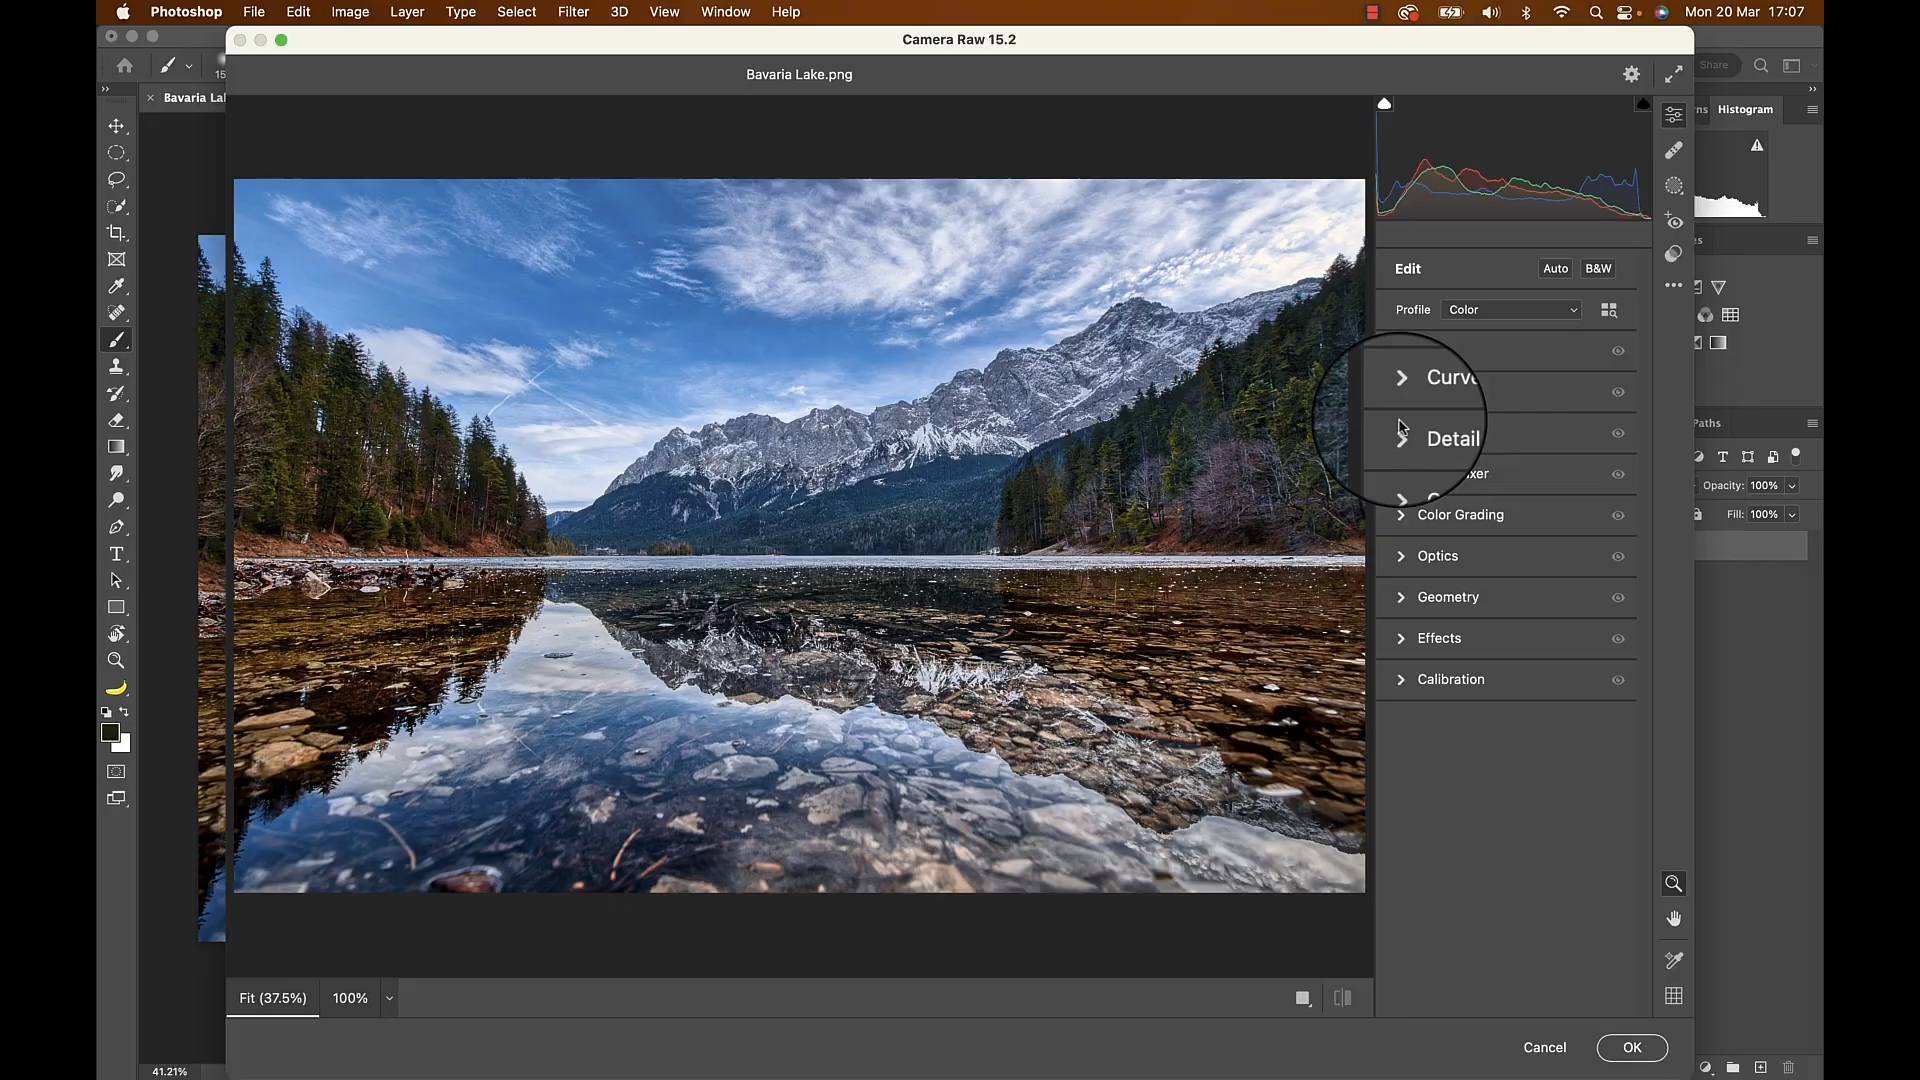 Photoshop File Edit Image Layer Type Select Filter 3D View Window Help Mon 20 Mar 17:07
Camera Raw 15.2
Share
Bavaria Lake.png
Bavaria La
Histogram
Edit Auto B&W
Profile Color
Curv
Detail
xer
Color Grading
Optics
Geometry
Effects
Calibration
Paths
Opacity: 100%
Fill: 100%
Fit (37.5%) 100%
Cancel OK
41.21%